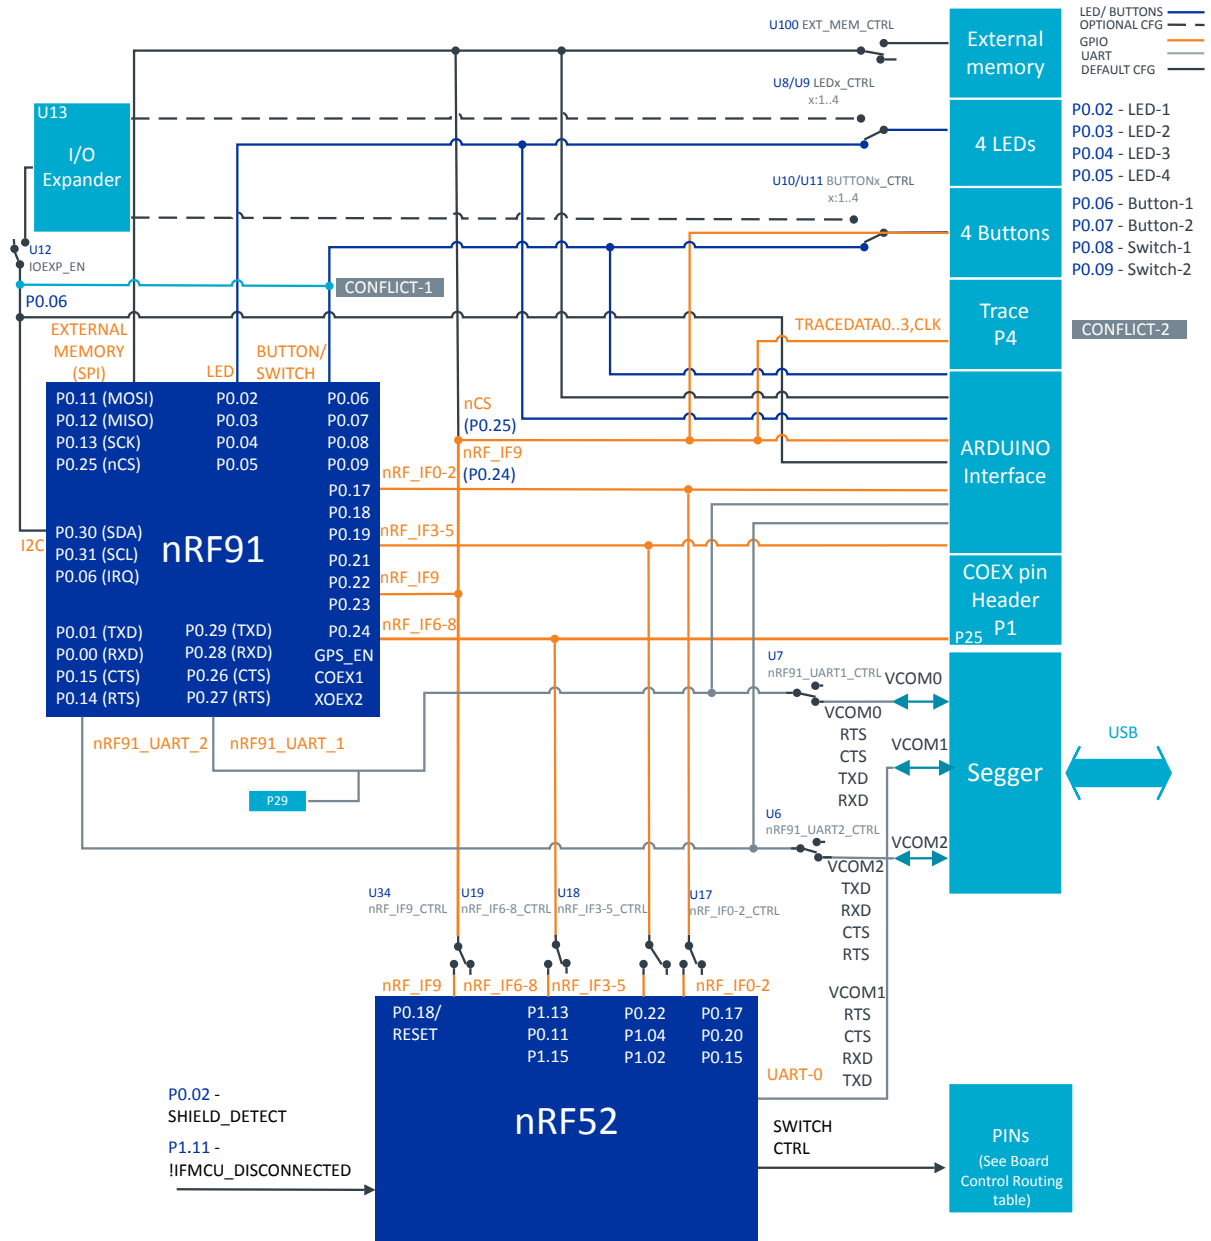 LED/ BUTTONS
OPTIONAL CFG
GPIO
UART
DEFAULT CFG
U100 EXT_MEM_CTRL
External
memory
U8/U9 LEDx_CTRL
x:1..4
U13
I/O
Expander
4 LEDs
P0.02 - LED-1
P0.03 - LED-2
P0.04 - LED-3
P0.05 - LED-4
U10/U11 BUTTONx_CTRL
x:1..4
4 Buttons
P0.06 - Button-1
P0.07 - Button-2
P0.08 - Switch-1
P0.09 - Switch-2
U12
IOEXP_EN
CONFLICT-1
P0.06
Trace
P4
TRACEDATA0..3,CLK
CONFLICT-2
EXTERNAL
MEMORY
(SPI)
LED
BUTTON/
SWITCH
P0.11 (MOSI)
P0.12 (MISO)
P0.13 (SCK)
P0.25 (nCS)
P0.02
P0.03
P0.04
P0.05
P0.06
P0.07
P0.08
P0.09
nCS
(P0.25)
nRF_IF9
(P0.24)
ARDUINO
Interface
nRF_IF0-2
P0.17
P0.18
P0.19
nRF_IF3-5
P0.30 (SDA)
P0.31 (SCL)
P0.06 (IRQ)
I2C
nRF91
P0.21
P0.22
P0.23
nRF_IF9
COEX pin
Header
P1
P25
nRF_IF6-8
P0.24
GPS_EN
COEX1
XOEX2
P0.01 (TXD)
P0.00 (RXD)
P0.15 (CTS)
P0.14 (RTS)
P0.29 (TXD)
P0.28 (RXD)
P0.26 (CTS)
P0.27 (RTS)
U7
nRF91_UART1_CTRL
VCOM0
VCOM0
RTS
CTS
TXD
RXD
VCOM1
USB
Segger
nRF91_UART_2
nRF91_UART_1
P29
U6
nRF91_UART2_CTRL
VCOM2
VCOM2
TXD
RXD
CTS
RTS
U34
nRF_IF9_CTRL
U19
nRF_IF6-8_CTRL
U18
nRF_IF3-5_CTRL
U17
nRF_IF0-2_CTRL
nRF_IF9
nRF_IF6-8
nRF_IF3-5
nRF_IF0-2
P0.18/
RESET
P1.13
P0.11
P1.15
P0.22
P1.04
P1.02
P0.17
P0.20
P0.15
VCOM1
RTS
CTS
RXD
TXD
UART-0
P0.02 -
SHIELD_DETECT
P1.11 -
!IFMCU_DISCONNECTED
nRF52
SWITCH
CTRL
PINs
(See Board
Control Routing
table)